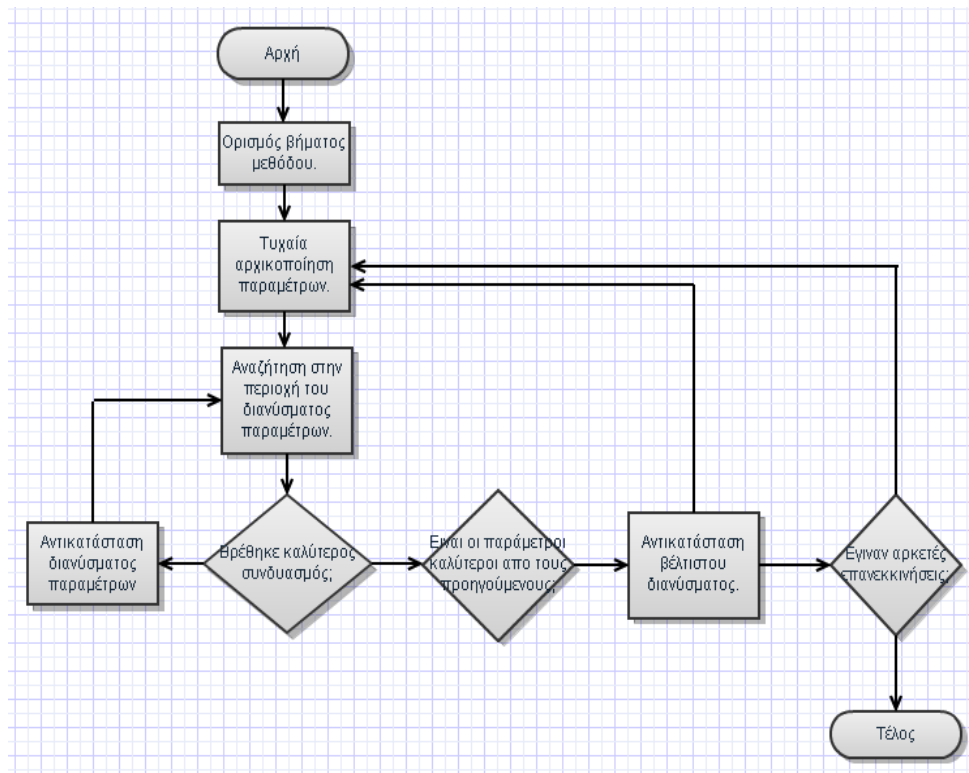 Αρχή
Ορισμός βήματος
μεθόδου.
Τυχαία
αρχικοποίηση
παραμέτρων.
Αναζήτηση στην
περιοχή του
διανύσματος
παραμέτρων.
Βρέθηκε καλύτερος
συνδυασμός;
Αντικατάσταση
διανύσματος
παραμέτρων
Ειναι οι παράμετροι
καλύτεροι απο τους
προηγούμενους;
Αντικατάσταση
βέλτιστου
διανύσματος.
Εγιναν αρκετές
επανεκκινήσεις;
Τέλος